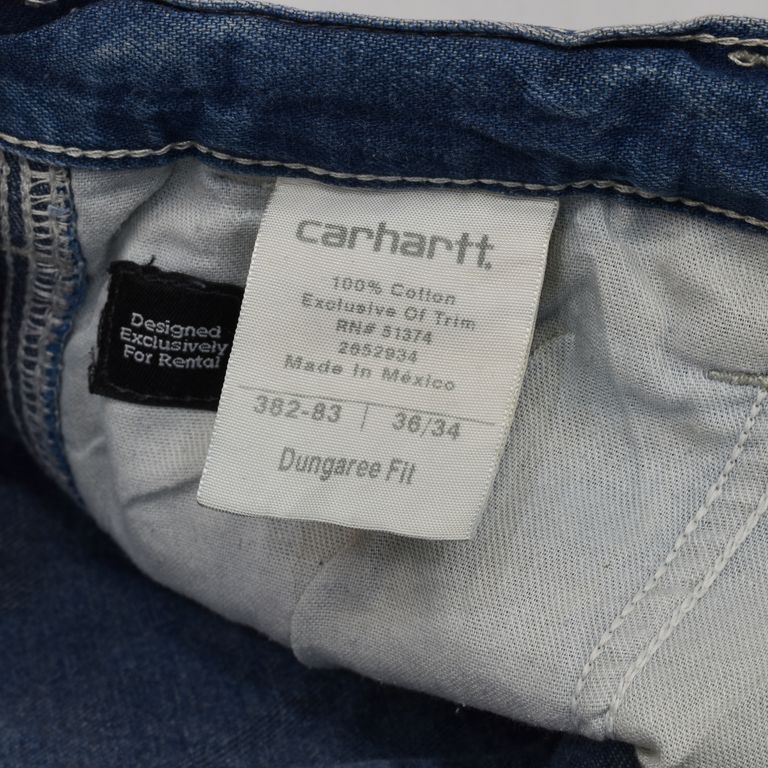 carhartt
100% Cotton
Exclusive Of Trim
RN# 51374
2652934
Made In México
382-83 | 36/34
Dungaree Fit
Designed
Exclusively
For Rental